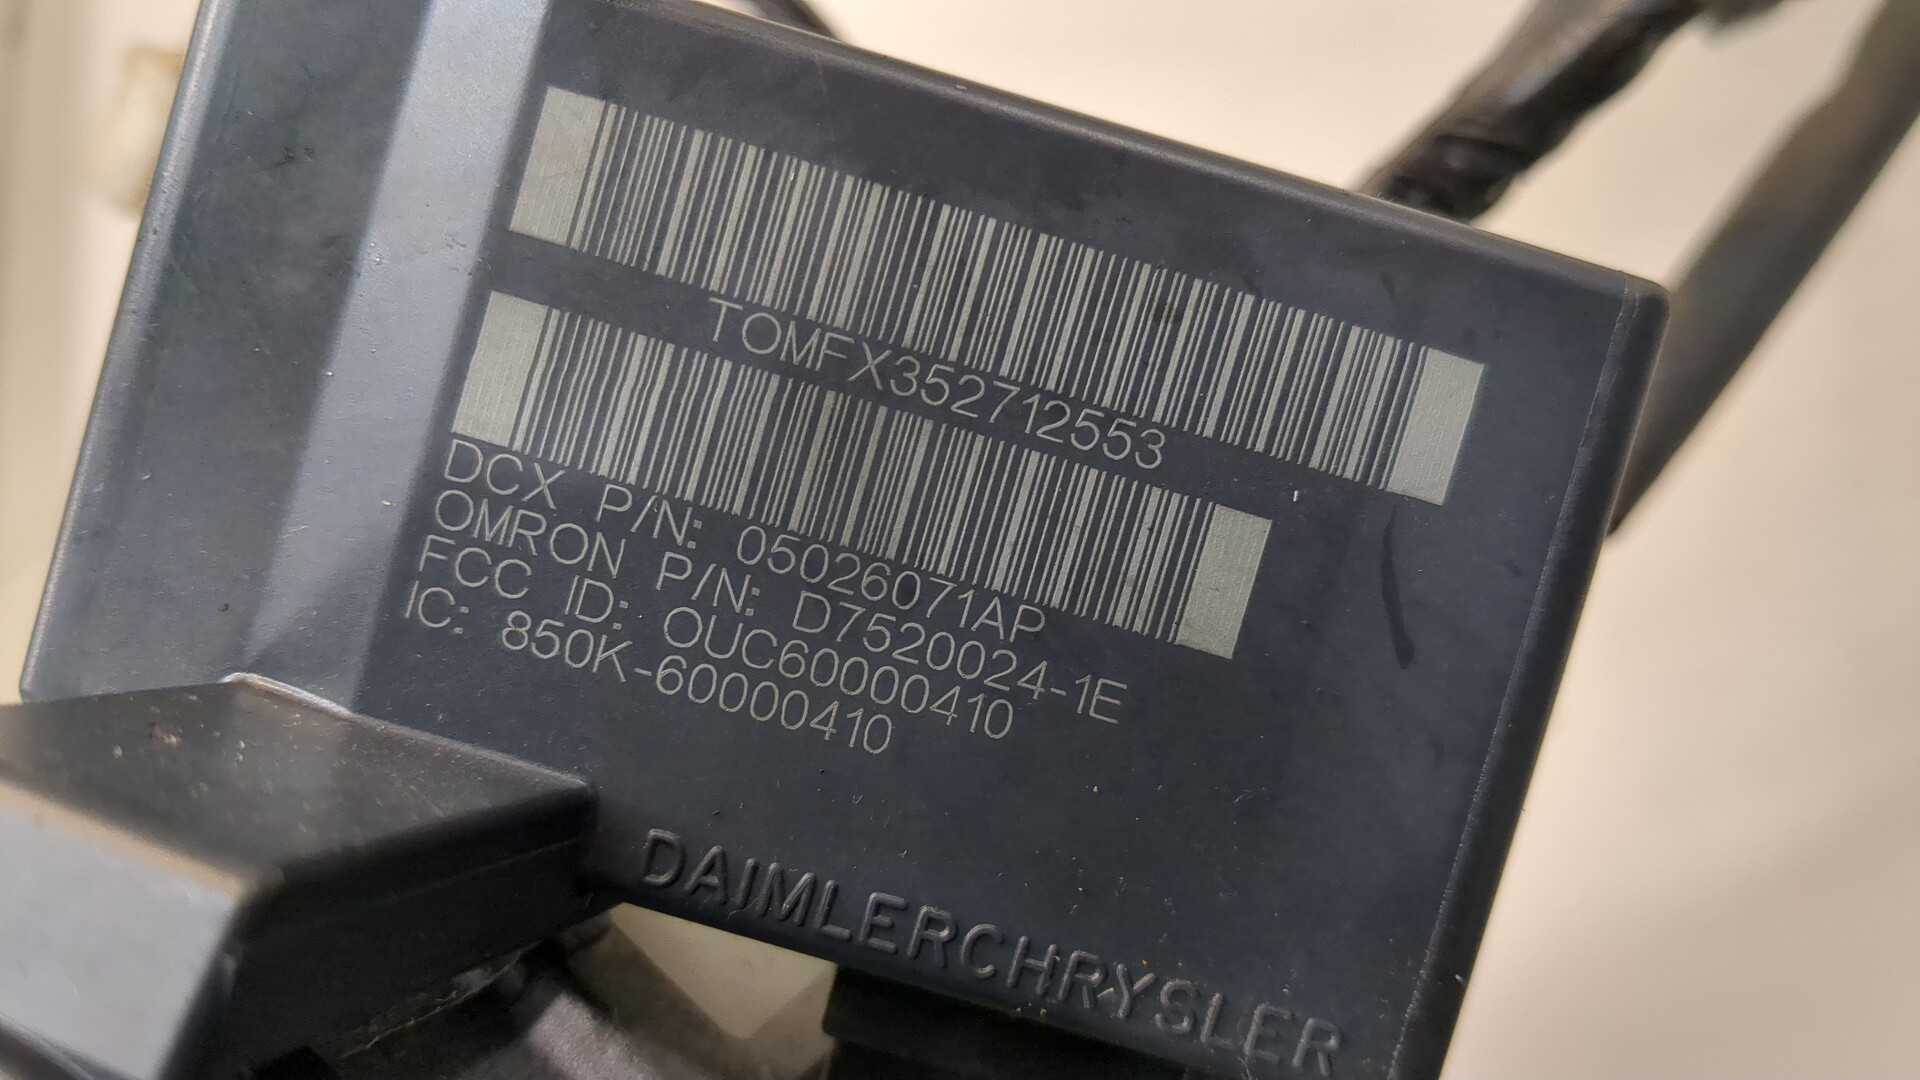 TOMFX352712553
DCX P/N: 05026071AP
OMRON P/N: D7520024-1E
FCC ID: OUC60000410
IC: 850K-60000410
DAIMLERCHRYSLER